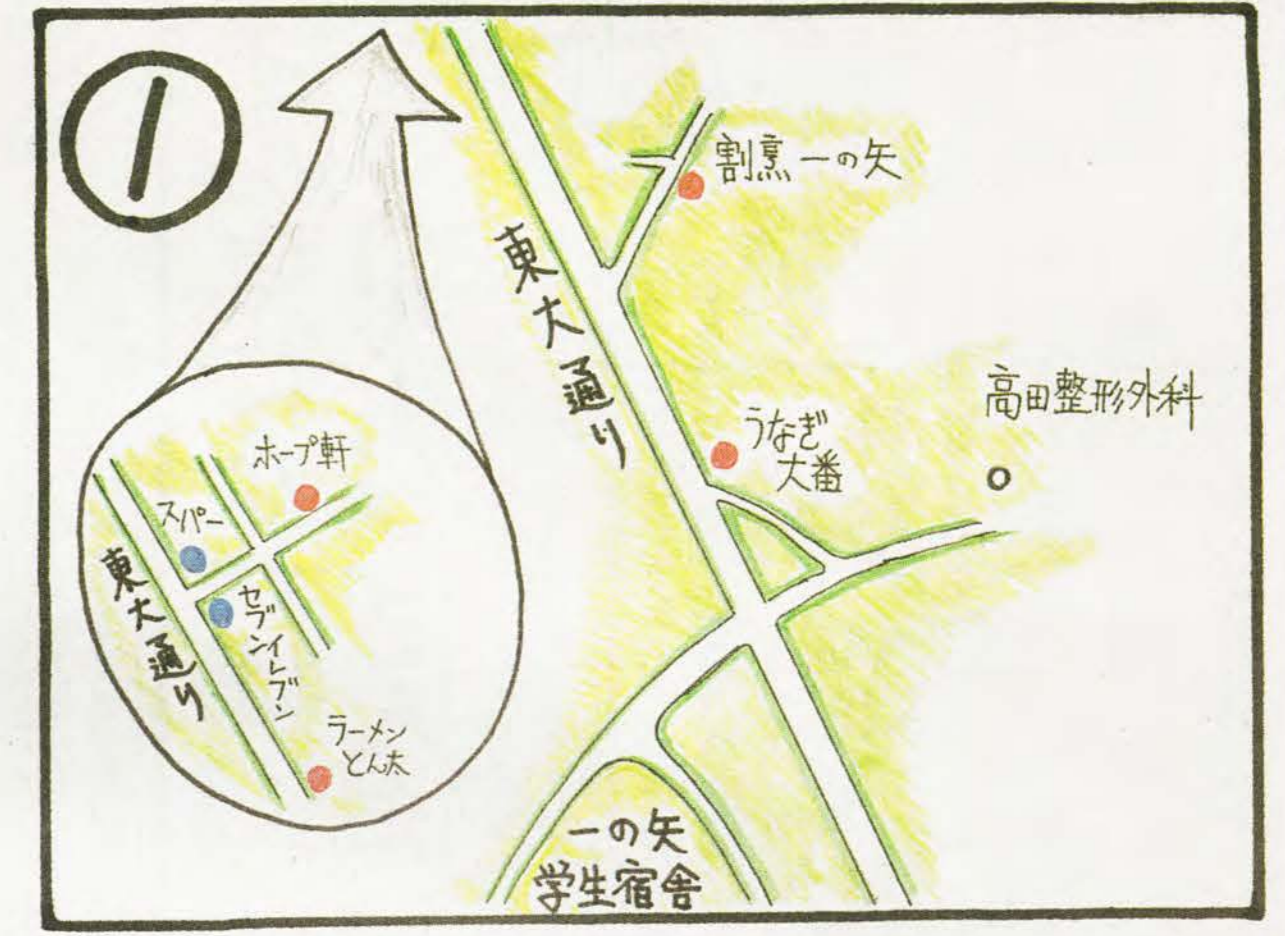 ①
割烹 一の矢
東大通り
高田整形外科
うなぎ
大番
ホープ軒
スパー
東大通り
セブンイレブン
ラーメン
とん太
一の矢
学生宿舎